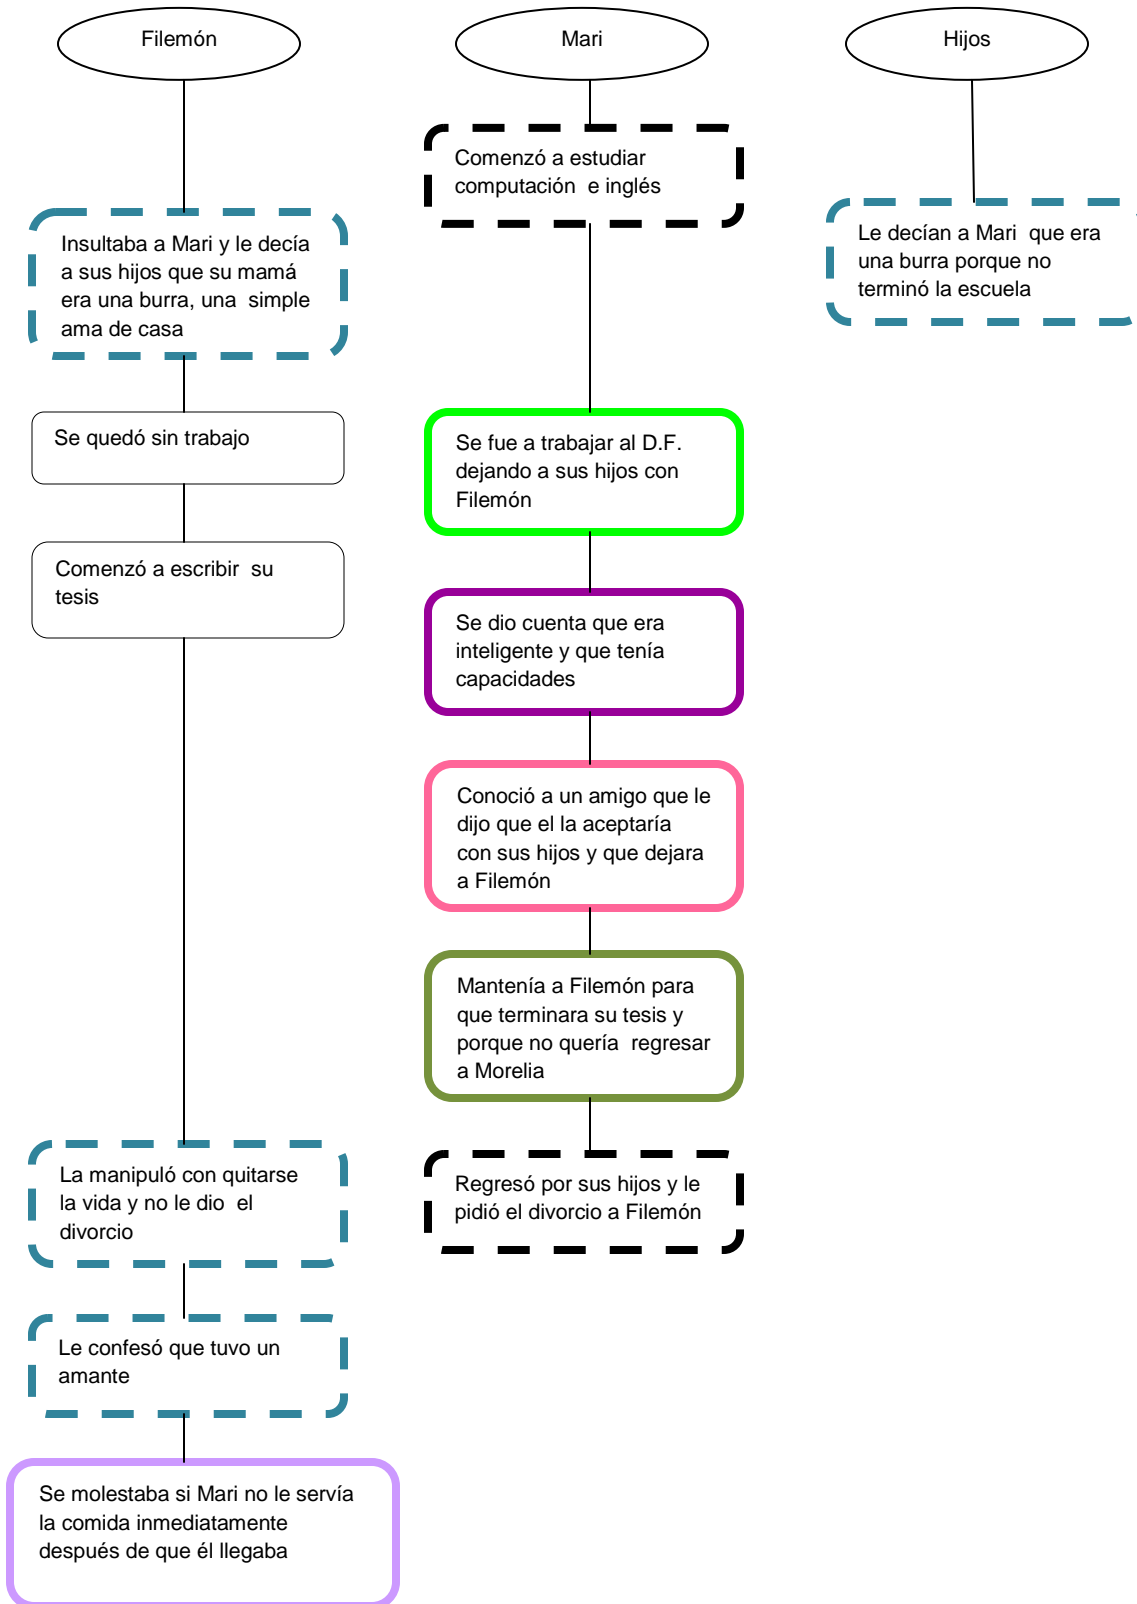 Filemón
Mari
Hijos
Comenzó a estudiar
computación  e inglés
Insultaba a Mari y le decía
a sus hijos que su mamá
era una burra, una  simple
ama de casa
Le decían a Mari  que era
una burra porque no
terminó la escuela
Se quedó sin trabajo
Se fue a trabajar al D.F.
dejando a sus hijos con
Filemón
Comenzó a escribir  su
tesis
Se dio cuenta que era
inteligente y que tenía
capacidades
Conoció a un amigo que le
dijo que el la aceptaría
con sus hijos y que dejara
a Filemón
Mantenía a Filemón para
que terminara su tesis y
porque no quería  regresar
a Morelia
La manipuló con quitarse
la vida y no le dio  el
divorcio
Regresó por sus hijos y le
pidió el divorcio a Filemón
Le confesó que tuvo un
amante
Se molestaba si Mari no le servía
la comida inmediatamente
después de que él llegaba